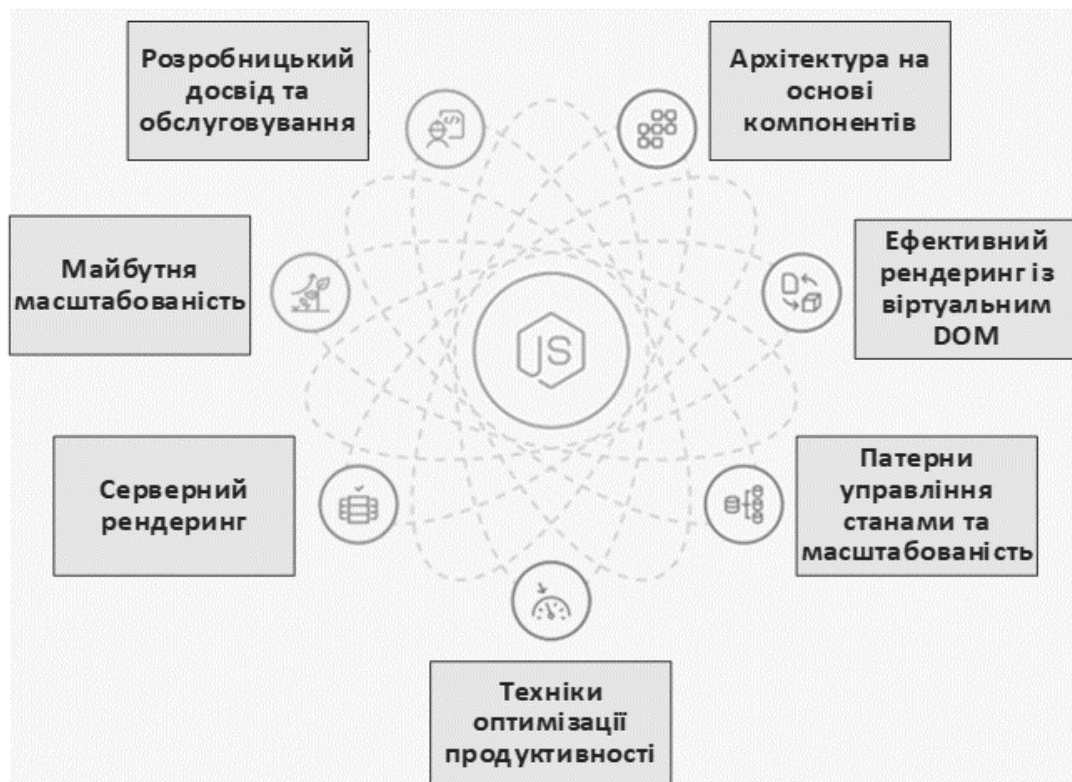 Розробницький
досвід та
обслуговування
Архітектура на
основі
компонентів
Майбутня
масштабованість
Ефективний
рендеринг із
віртуальним
DOM
JS
Серверний
рендеринг
Патерни
управління
станами та
масштабованість
Техніки
оптимізації
продуктивності